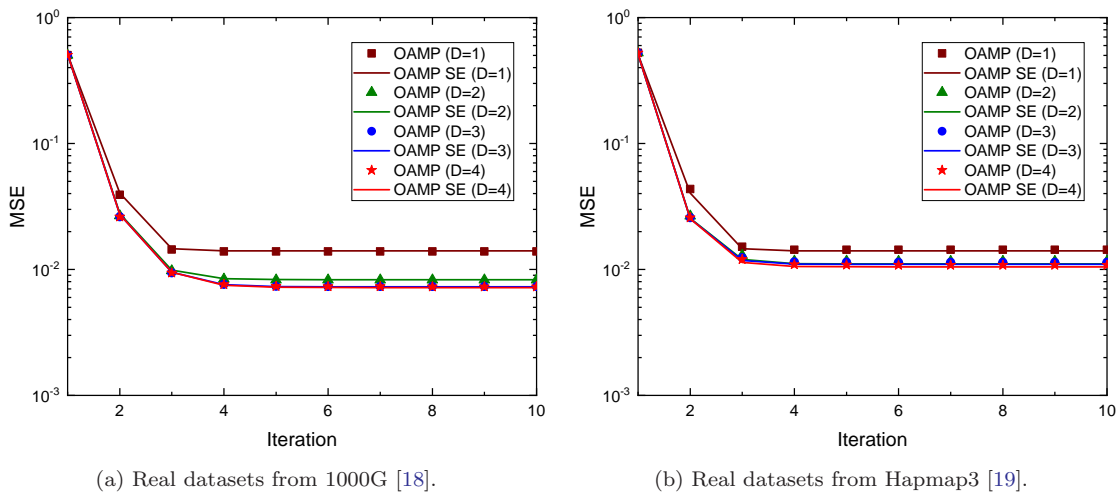 10⁰
10⁻¹
10⁻²
10⁻³
MSE
2
4
6
8
10
Iteration
OAMP (D=1)
OAMP SE (D=1)
OAMP (D=2)
OAMP SE (D=2)
OAMP (D=3)
OAMP SE (D=3)
OAMP (D=4)
OAMP SE (D=4)
(a) Real datasets from 1000G [18].
10⁰
10⁻¹
10⁻²
10⁻³
MSE
2
4
6
8
10
Iteration
OAMP (D=1)
OAMP SE (D=1)
OAMP (D=2)
OAMP SE (D=2)
OAMP (D=3)
OAMP SE (D=3)
OAMP (D=4)
OAMP SE (D=4)
(b) Real datasets from Hapmap3 [19].